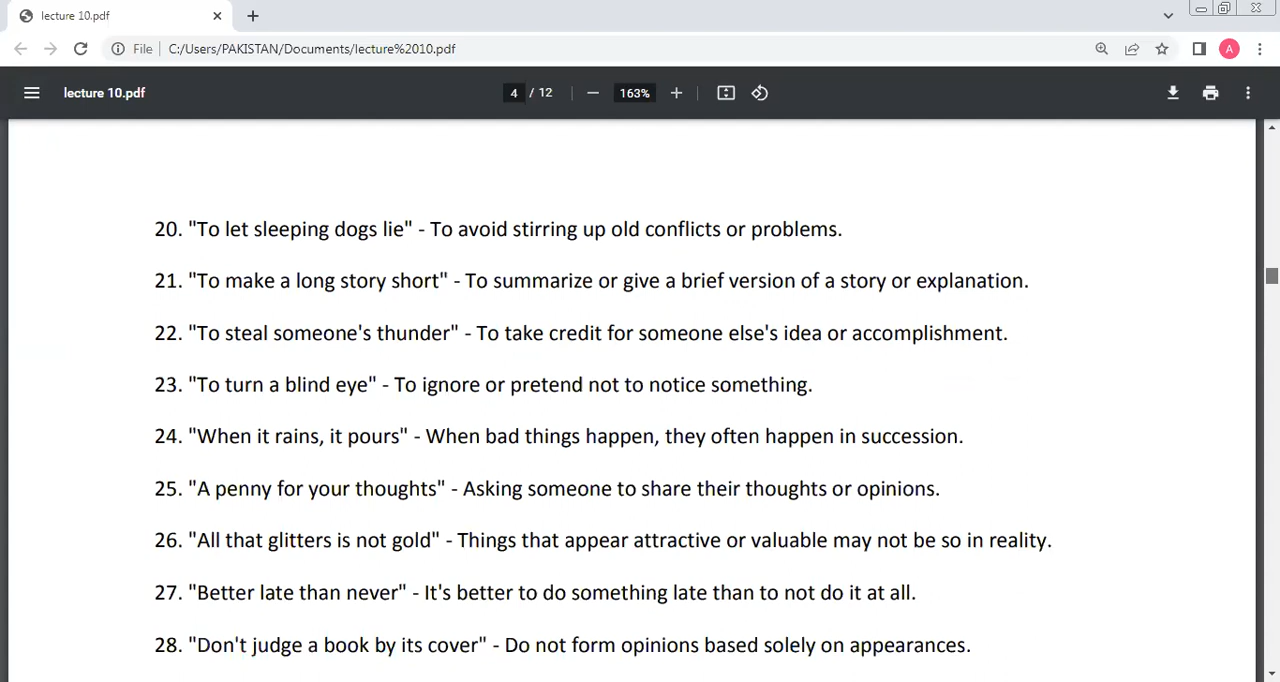 lecture 10.pdf
File
C:/Users/PAKISTAN/Documents/lecture%2010.pdf
A
lecture 10.pdf
4 / 12
163%
20. "To let sleeping dogs lie" - To avoid stirring up old conflicts or problems.
21. "To make a long story short" - To summarize or give a brief version of a story or explanation.
22. "To steal someone's thunder" - To take credit for someone else's idea or accomplishment.
23. "To turn a blind eye" - To ignore or pretend not to notice something.
24. "When it rains, it pours" - When bad things happen, they often happen in succession.
25. "A penny for your thoughts" - Asking someone to share their thoughts or opinions.
26. "All that glitters is not gold" - Things that appear attractive or valuable may not be so in reality.
27. "Better late than never" - It's better to do something late than to not do it at all.
28. "Don't judge a book by its cover" - Do not form opinions based solely on appearances.